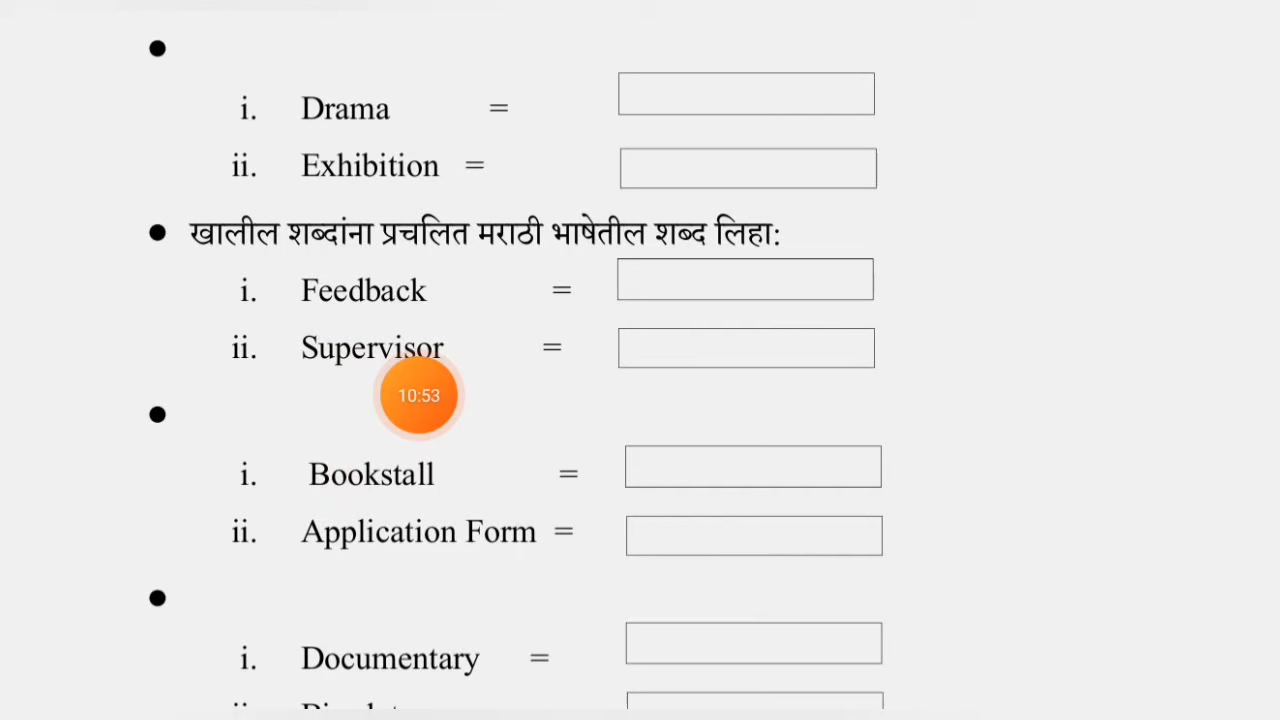 ●
i. Drama =
ii. Exhibition =
● खालील शब्दांना प्रचलित मराठी भाषेतील शब्द लिहा:
i. Feedback =
ii. Supervisor =
10:53
●
i. Bookstall =
ii. Application Form =
●
i. Documentary =